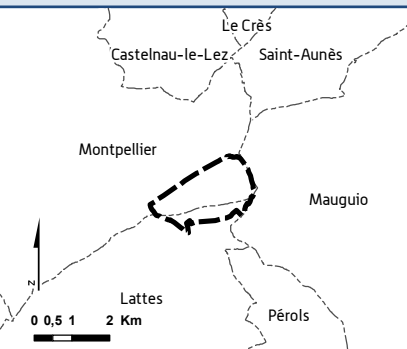 Le Crès
Castelnau-le-Lez
Saint-Aunès
Montpellier
Mauguio
N
Lattes
Pérols
0 0,5 1 2 Km